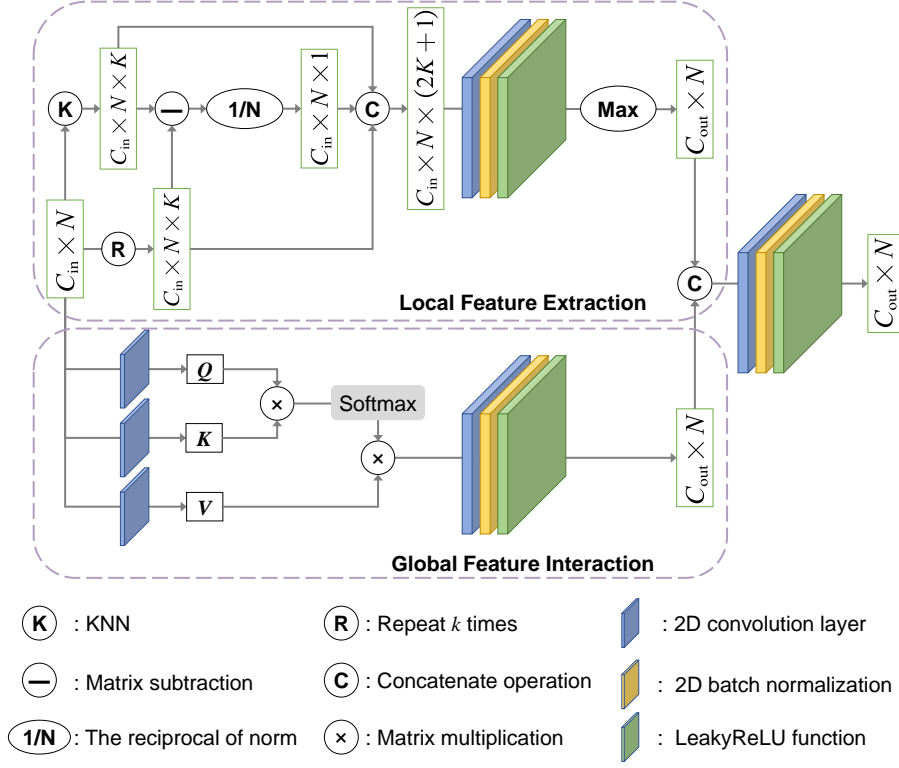 K
C_in × N × K
−
1/N
C_in × N × 1
C
C_in × N × (2K + 1)
Max
C_out × N
C_in × N
R
C_in × N × K
Local Feature Extraction
C
C_out × N
Q
K
V
×
Softmax
×
C_out × N
Global Feature Interaction
K : KNN
R : Repeat k times
: 2D convolution layer
− : Matrix subtraction
C : Concatenate operation
: 2D batch normalization
1/N : The reciprocal of norm
× : Matrix multiplication
: LeakyReLU function